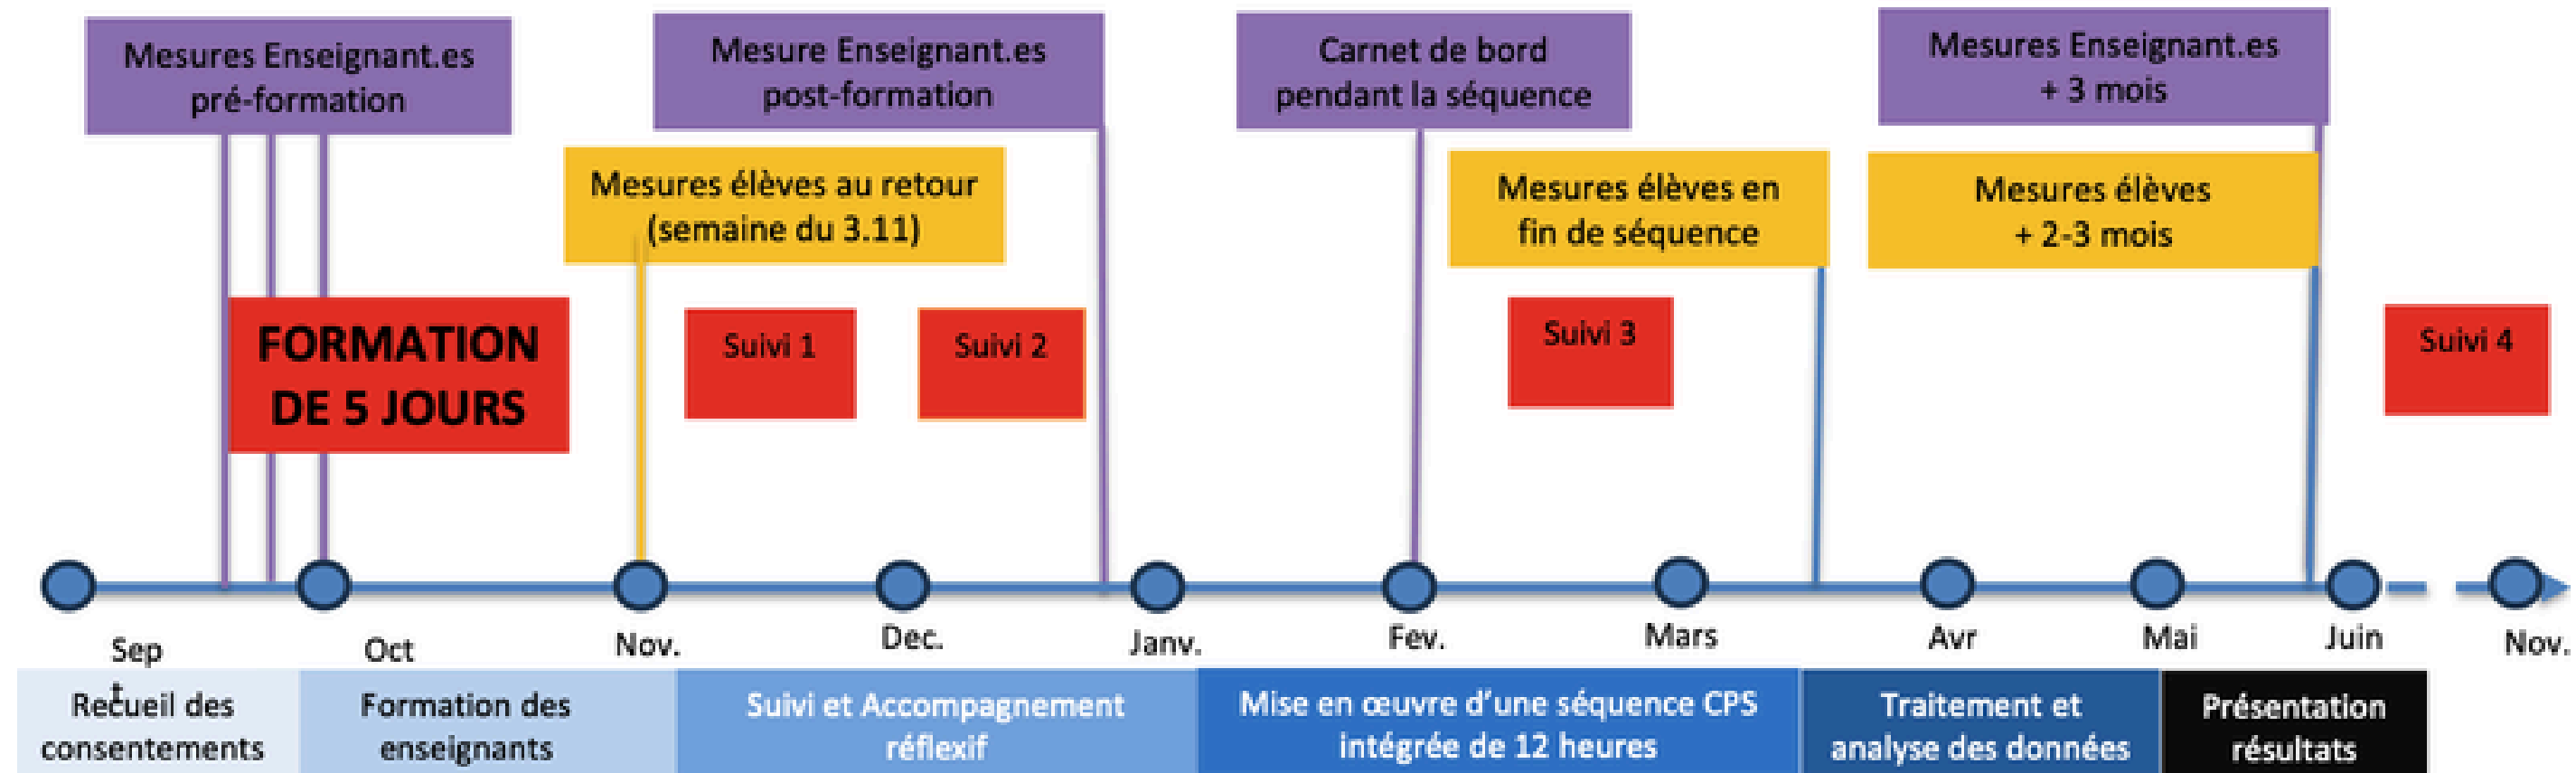 Mesures Enseignant.es
pré-formation
Mesure Enseignant.es
post-formation
Carnet de bord
pendant la séquence
Mesures Enseignant.es
+ 3 mois
Mesures élèves au retour
(semaine du 3.11)
Mesures élèves en
fin de séquence
Mesures élèves
+ 2-3 mois
FORMATION
DE 5 JOURS
Suivi 1
Suivi 2
Suivi 3
Suivi 4
Sep
t
Oct
Nov.
Dec.
Janv.
Fev.
Mars
Avr
Mai
Juin
Nov.
Recueil des
consentements
Formation des
enseignants
Suivi et Accompagnement
réflexif
Mise en œuvre d'une séquence CPS
intégrée de 12 heures
Traitement et
analyse des données
Présentation
résultats